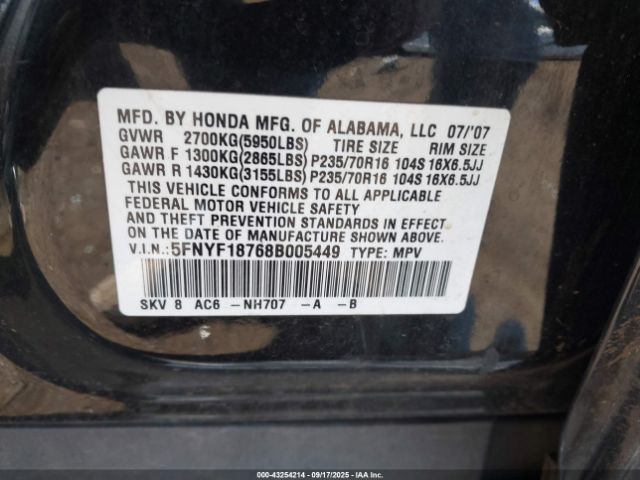 MFD. BY HONDA MFG. OF ALABAMA, LLC 07/'07
GVWR 2700KG(5950LBS) TIRE SIZE RIM SIZE
GAWR F 1300KG(2865LBS) P235/70R16 104S 16X6.5JJ
GAWR R 1430KG(3155LBS) P235/70R16 104S 16X6.5JJ
THIS VEHICLE CONFORMS TO ALL APPLICABLE
FEDERAL MOTOR VEHICLE SAFETY
AND THEFT PREVENTION STANDARDS IN EFFECT
ON THE DATE OF MANUFACTURE SHOWN ABOVE.
V.I.N.:5FNYF18768B005449 TYPE: MPV
SKV 8 AC6 -NH707 -A -B
000-43254214 - 09/17/2025 - IAAI.COM